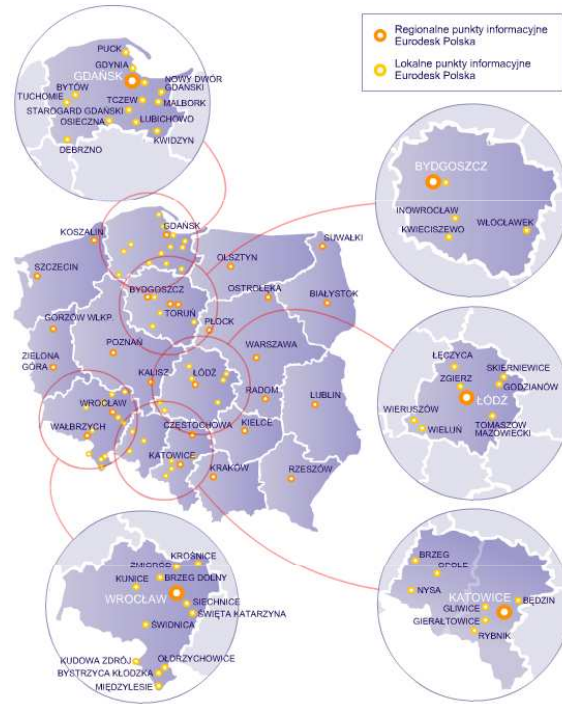 Regionalne punkty informacyjne
Eurodesk Polska
Lokalne punkty informacyjne
Eurodesk Polska
PUCK
GDYNIA
GDAŃSK
NOWY DWÓR
GDAŃSKI
BYTÓW
TUCHOMIE
TCZEW
MALBORK
STAROGARD GDAŃSKI
OSIECZNA
LUBICHOWO
KWIDZYN
DEBRZNO
BYDGOSZCZ
INOWROCŁAW
KWIECISZEWO
WŁOCŁAWEK
KOSZALIN
GDAŃSK
SUWAŁKI
SZCZECIN
OLSZTYN
BYDGOSZCZ
OSTROŁĘKA
BIAŁYSTOK
GORZÓW WLKP.
TORUŃ
PŁOCK
POZNAŃ
WARSZAWA
ZIELONA
GÓRA
KALISZ
ŁÓDŹ
RADOM
LUBLIN
WROCŁAW
WAŁBRZYCH
CZĘSTOCHOWA
KIELCE
KATOWICE
KRAKÓW
RZESZÓW
ŁĘCZYCA
SKIERNIEWICE
ZGIERZ
GODZIANÓW
ŁÓDŹ
WIERUSZÓW
WIELUŃ
TOMASZÓW
MAZOWIECKI
KROŚNICE
ŻMIGRÓD
KUNICE
BRZEG DOLNY
WROCŁAW
SIECHNICE
ŚWIĘTA KATARZYNA
ŚWIDNICA
KUDOWA ZDRÓJ
OŁDRZYCHOWICE
BYSTRZYCA KŁODZKA
MIĘDZYLESIE
BRZEG
OPOLE
NYSA
KATOWICE
BĘDZIN
GLIWICE
GIERAŁTOWICE
RYBNIK